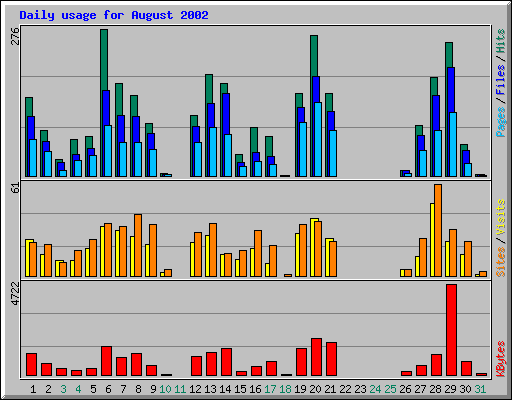 Daily usage for August 2002
276
Pages / Files / Hits
61
Sites / Visits
4722
KBytes
1 2 3 4 5 6 7 8 9 10 11 12 13 14 15 16 17 18 19 20 21 22 23 24 25 26 27 28 29 30 31